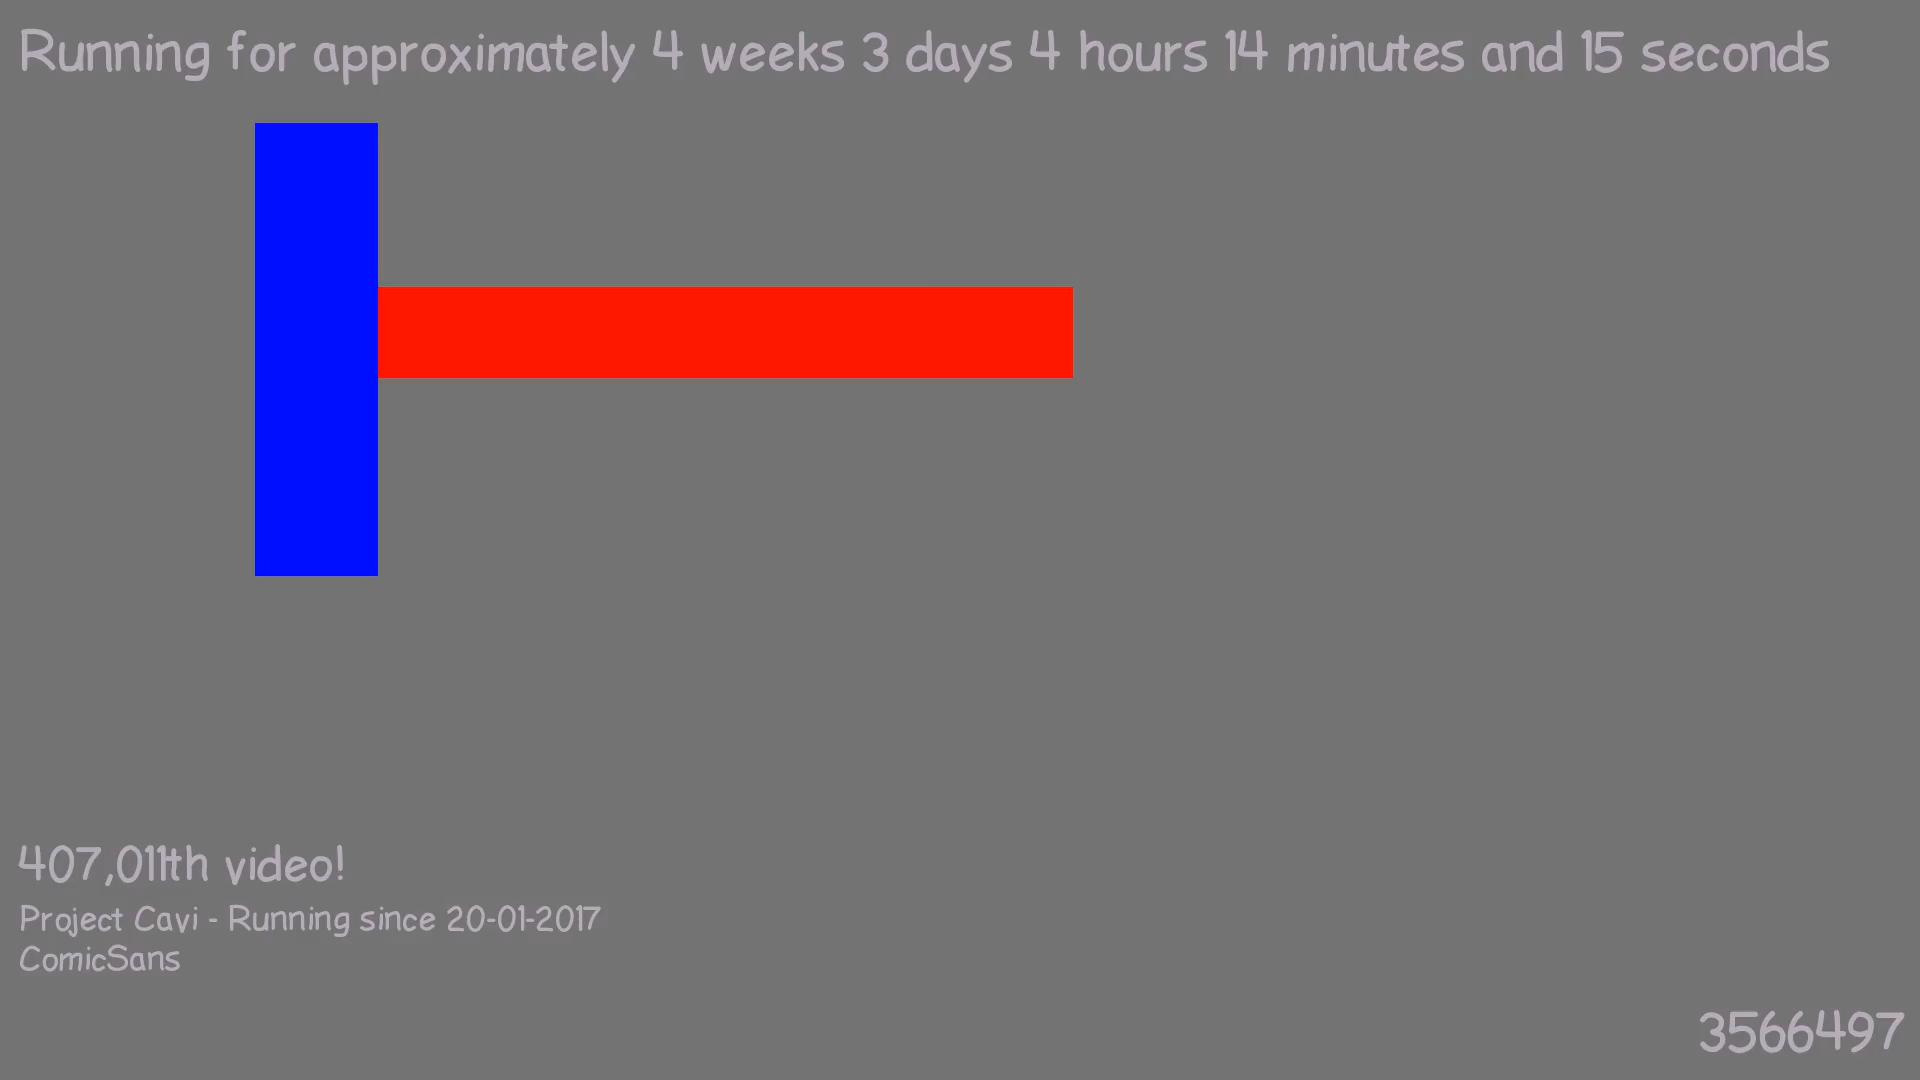 Running for approximately 4 weeks 3 days 4 hours 14 minutes and 15 seconds
407,011th video!
Project Cavi - Running since 20-01-2017
ComicSans
3566497